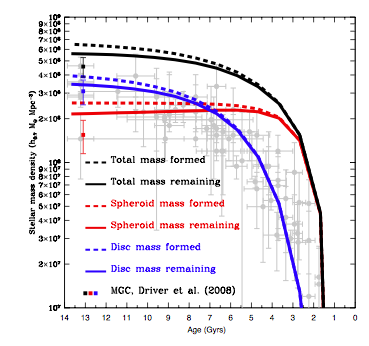 10⁹
9×10⁸
8×10⁸
7×10⁸
6×10⁸
5×10⁸
4×10⁸
3×10⁸
2×10⁸
10⁸
9×10⁷
8×10⁷
7×10⁷
6×10⁷
5×10⁷
4×10⁷
3×10⁷
2×10⁷
10⁷
Stellar mass density
Total mass formed
Total mass remaining
Spheroid mass formed
Spheroid mass remaining
Disc mass formed
Disc mass remaining
MGC, Driver et al. (2008)
14 13 12 11 10 9 8 7 6 5 4 3 2 1 0
Age (Gyrs)